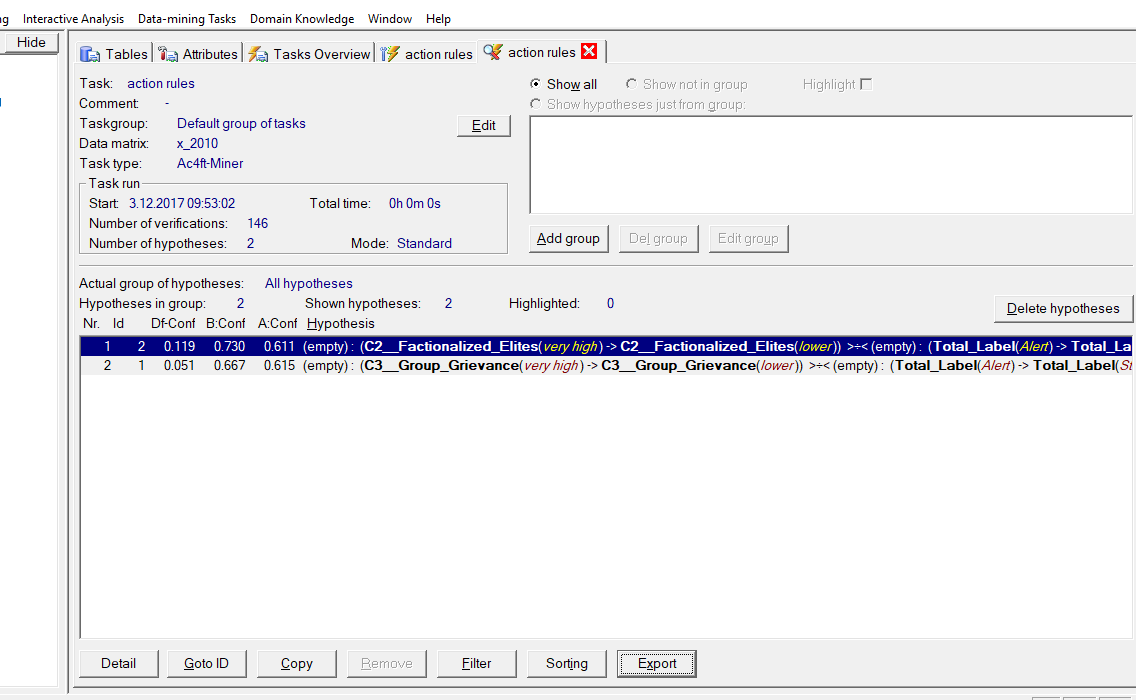 ng Interactive Analysis Data-mining Tasks Domain Knowledge Window Help
Hide
Tables Attributes Tasks Overview action rules action rules
Task: action rules
Comment: -
Taskgroup: Default group of tasks
Edit
Data matrix: x_2010
Task type: Ac4ft-Miner
Task run
Start: 3.12.2017 09:53:02 Total time: 0h 0m 0s
Number of verifications: 146
Number of hypotheses: 2 Mode: Standard
Show all Show not in group Highlight
Show hypotheses just from group:
Add group Del group Edit group
Actual group of hypotheses: All hypotheses
Hypotheses in group: 2 Shown hypotheses: 2 Highlighted: 0
Delete hypotheses
Nr. Id Df-Conf B:Conf A:Conf Hypothesis
1 2 0.119 0.730 0.611 (empty) : (C2__Factionalized_Elites(very high) -> C2__Factionalized_Elites(lower)) >÷< (empty) : (Total_Label(Alert) -> Total_La
2 1 0.051 0.667 0.615 (empty) : (C3__Group_Grievance(very high) -> C3__Group_Grievance(lower)) >÷< (empty) : (Total_Label(Alert) -> Total_Label(St
Detail Goto ID Copy Remove Filter Sorting Export